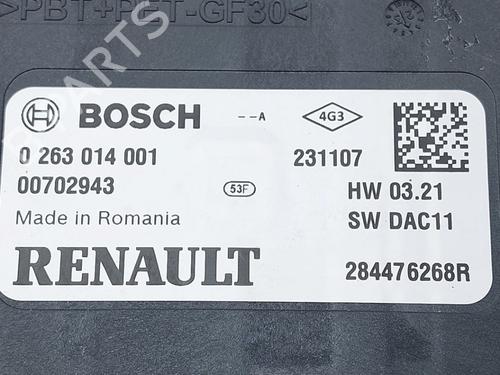 >PBT+PET-GF30<
BOSCH --A 4G3
0 263 014 001 231107
00702943 53F HW 03.21
Made in Romania SW DAC11
RENAULT 284476268R